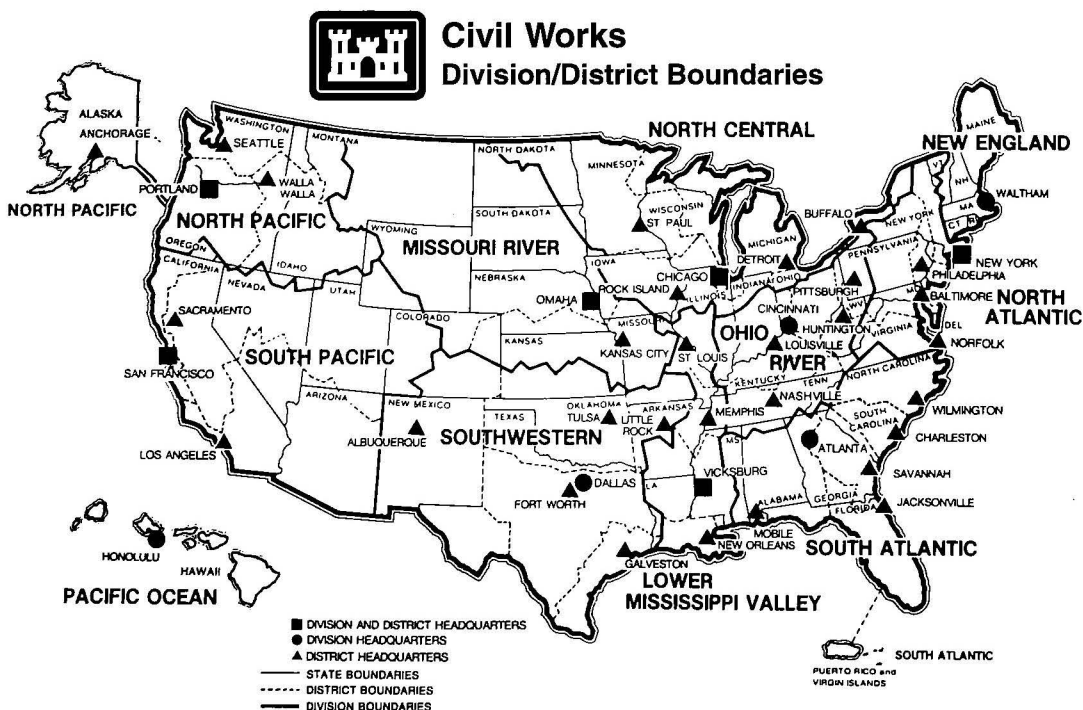 Civil Works
Division/District Boundaries
ALASKA
ANCHORAGE
NORTH PACIFIC
WASHINGTON
SEATTLE
MONTANA
NORTH DAKOTA
MINNESOTA
NORTH CENTRAL
MAINE
NEW ENGLAND
PORTLAND
WALLA
WALLA
NORTH PACIFIC
OREGON
IDAHO
WYOMING
SOUTH DAKOTA
MISSOURI RIVER
WISCONSIN
ST PAUL
MICHIGAN
DETROIT
BUFFALO
NEW YORK
VT
NH
MA
CT
RI
WALTHAM
NEW YORK
CALIFORNIA
NEVADA
UTAH
NEBRASKA
IOWA
OMAHA
CHICAGO
ROCK ISLAND
ILLINOIS
INDIANA
OHIO
PENNSYLVANIA
PITTSBURGH
PHILADELPHIA
BALTIMORE
NORTH
ATLANTIC
SACRAMENTO
SAN FRANCISCO
SOUTH PACIFIC
COLORADO
KANSAS
MISSOURI
KANSAS CITY
ST LOUIS
CINCINNATI
OHIO
RIVER
HUNTINGTON
LOUISVILLE
WV
VIRGINIA
MD
DEL
NORFOLK
KENTUCKY
TENN
NORTH CAROLINA
LOS ANGELES
ARIZONA
NEW MEXICO
ALBUQUERQUE
TEXAS
OKLAHOMA
TULSA
SOUTHWESTERN
ARKANSAS
LITTLE
ROCK
MEMPHIS
NASHVILLE
SOUTH
CAROLINA
WILMINGTON
CHARLESTON
ATLANTA
SAVANNAH
DALLAS
FORT WORTH
LA
MS
VICKSBURG
ALABAMA
GEORGIA
FLORIDA
JACKSONVILLE
MOBILE
NEW ORLEANS
GALVESTON
SOUTH ATLANTIC
LOWER
MISSISSIPPI VALLEY
HONOLULU
HAWAII
PACIFIC OCEAN
DIVISION AND DISTRICT HEADQUARTERS
DIVISION HEADQUARTERS
DISTRICT HEADQUARTERS
STATE BOUNDARIES
DISTRICT BOUNDARIES
DIVISION BOUNDARIES
SOUTH ATLANTIC
PUERTO RICO and
VIRGIN ISLANDS